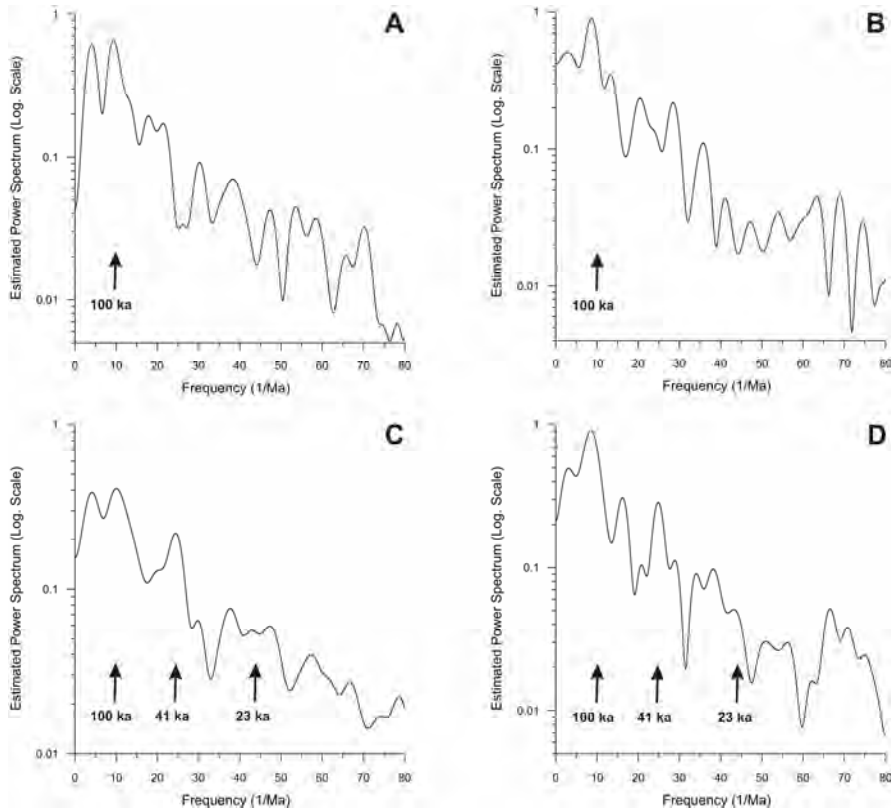 A
Estimated Power Spectrum (Log. Scale)
1
0.1
0.01
100 ka
0 10 20 30 40 50 60 70 80
Frequency (1/Ma)
B
Estimated Power Spectrum (Log. Scale)
1
0.1
0.01
100 ka
0 10 20 30 40 50 60 70 80
Frequency (1/Ma)
C
Estimated Power Spectrum (Log. Scale)
1
0.1
0.01
100 ka 41 ka 23 ka
0 10 20 30 40 50 60 70 80
Frequency (1/Ma)
D
Estimated Power Spectrum (Log. Scale)
1
0.1
0.01
100 ka 41 ka 23 ka
0 10 20 30 40 50 60 70 80
Frequency (1/Ma)